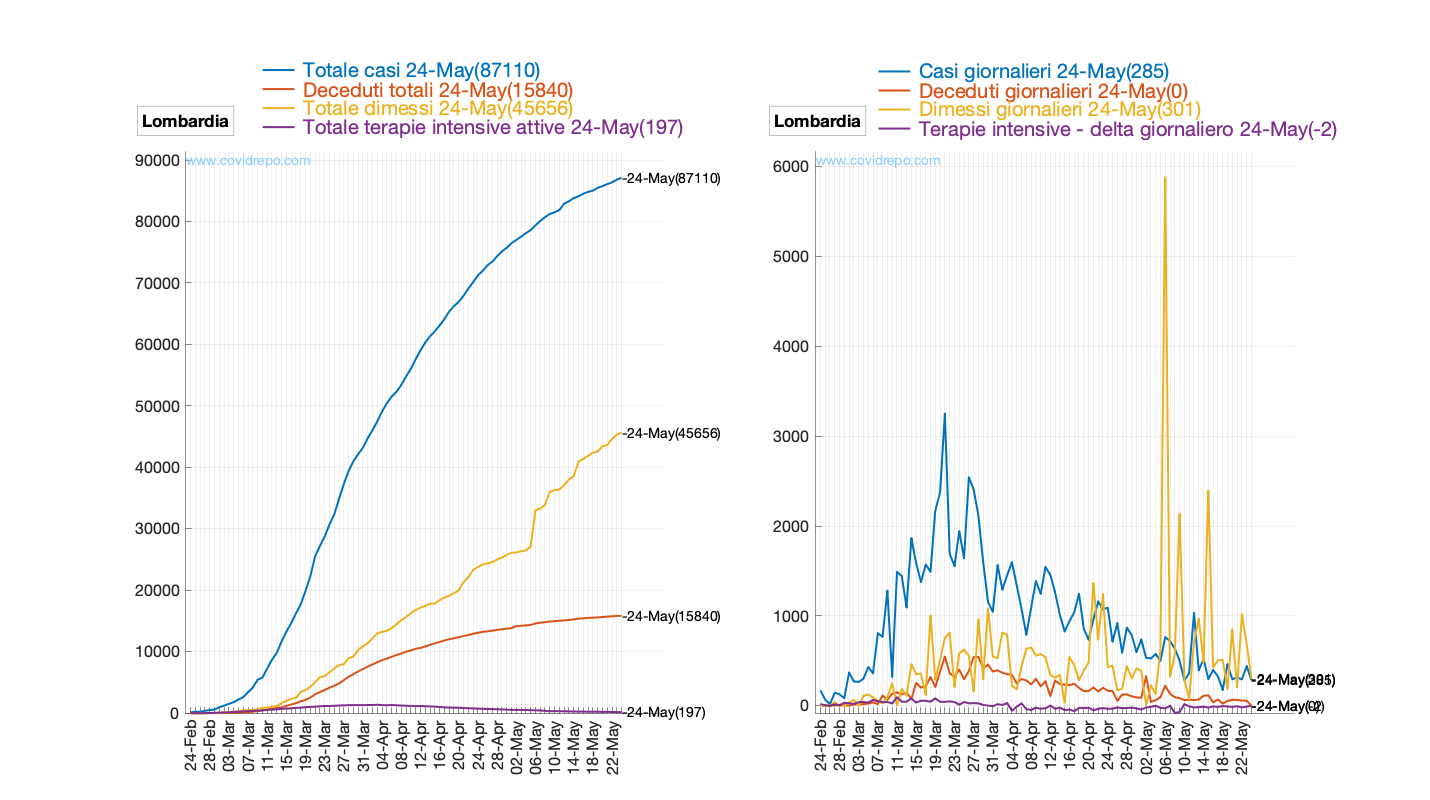 Totale casi 24-May(87110)
Deceduti totali 24-May(15840)
Totale dimessi 24-May(45656)
Totale terapie intensive attive 24-May(197)
Lombardia
www.covidrepo.com
90000
80000
70000
60000
50000
40000
30000
20000
10000
0
-24-May(87110)
-24-May(45656)
-24-May(15840)
-24-May(197)
24-Feb
28-Feb
03-Mar
07-Mar
11-Mar
15-Mar
19-Mar
23-Mar
27-Mar
31-Mar
04-Apr
08-Apr
12-Apr
16-Apr
20-Apr
24-Apr
28-Apr
02-May
06-May
10-May
14-May
18-May
22-May
Casi giornalieri 24-May(285)
Deceduti giornalieri 24-May(0)
Dimessi giornalieri 24-May(301)
Terapie intensive - delta giornaliero 24-May(-2)
Lombardia
www.covidrepo.com
6000
5000
4000
3000
2000
1000
0
24-Feb
28-Feb
03-Mar
07-Mar
11-Mar
15-Mar
19-Mar
23-Mar
27-Mar
31-Mar
04-Apr
08-Apr
12-Apr
16-Apr
20-Apr
24-Apr
28-Apr
02-May
06-May
10-May
14-May
18-May
22-May